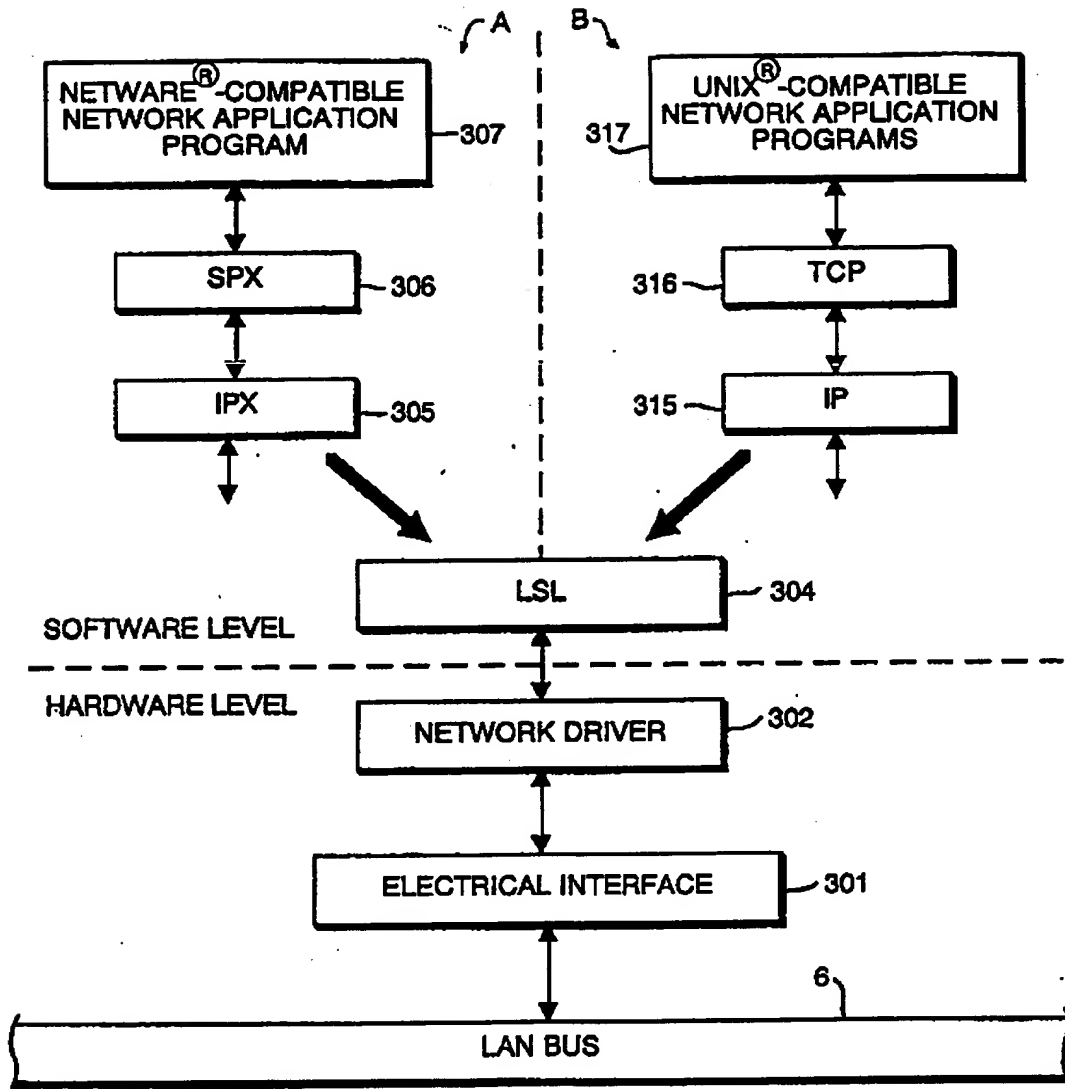 A
B
NETWARE®-COMPATIBLE
NETWORK APPLICATION
PROGRAM
307
UNIX®-COMPATIBLE
NETWORK APPLICATION
PROGRAMS
317
SPX
306
TCP
316
IPX
305
IP
315
LSL
304
SOFTWARE LEVEL
HARDWARE LEVEL
NETWORK DRIVER
302
ELECTRICAL INTERFACE
301
6
LAN BUS